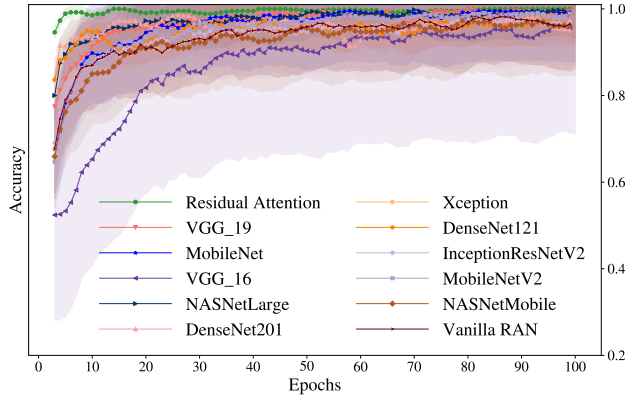 1.0
0.8
0.6
0.4
0.2
Accuracy
Residual Attention
VGG_19
MobileNet
VGG_16
NASNetLarge
DenseNet201
Xception
DenseNet121
InceptionResNetV2
MobileNetV2
NASNetMobile
Vanilla RAN
0 10 20 30 40 50 60 70 80 90 100
Epochs